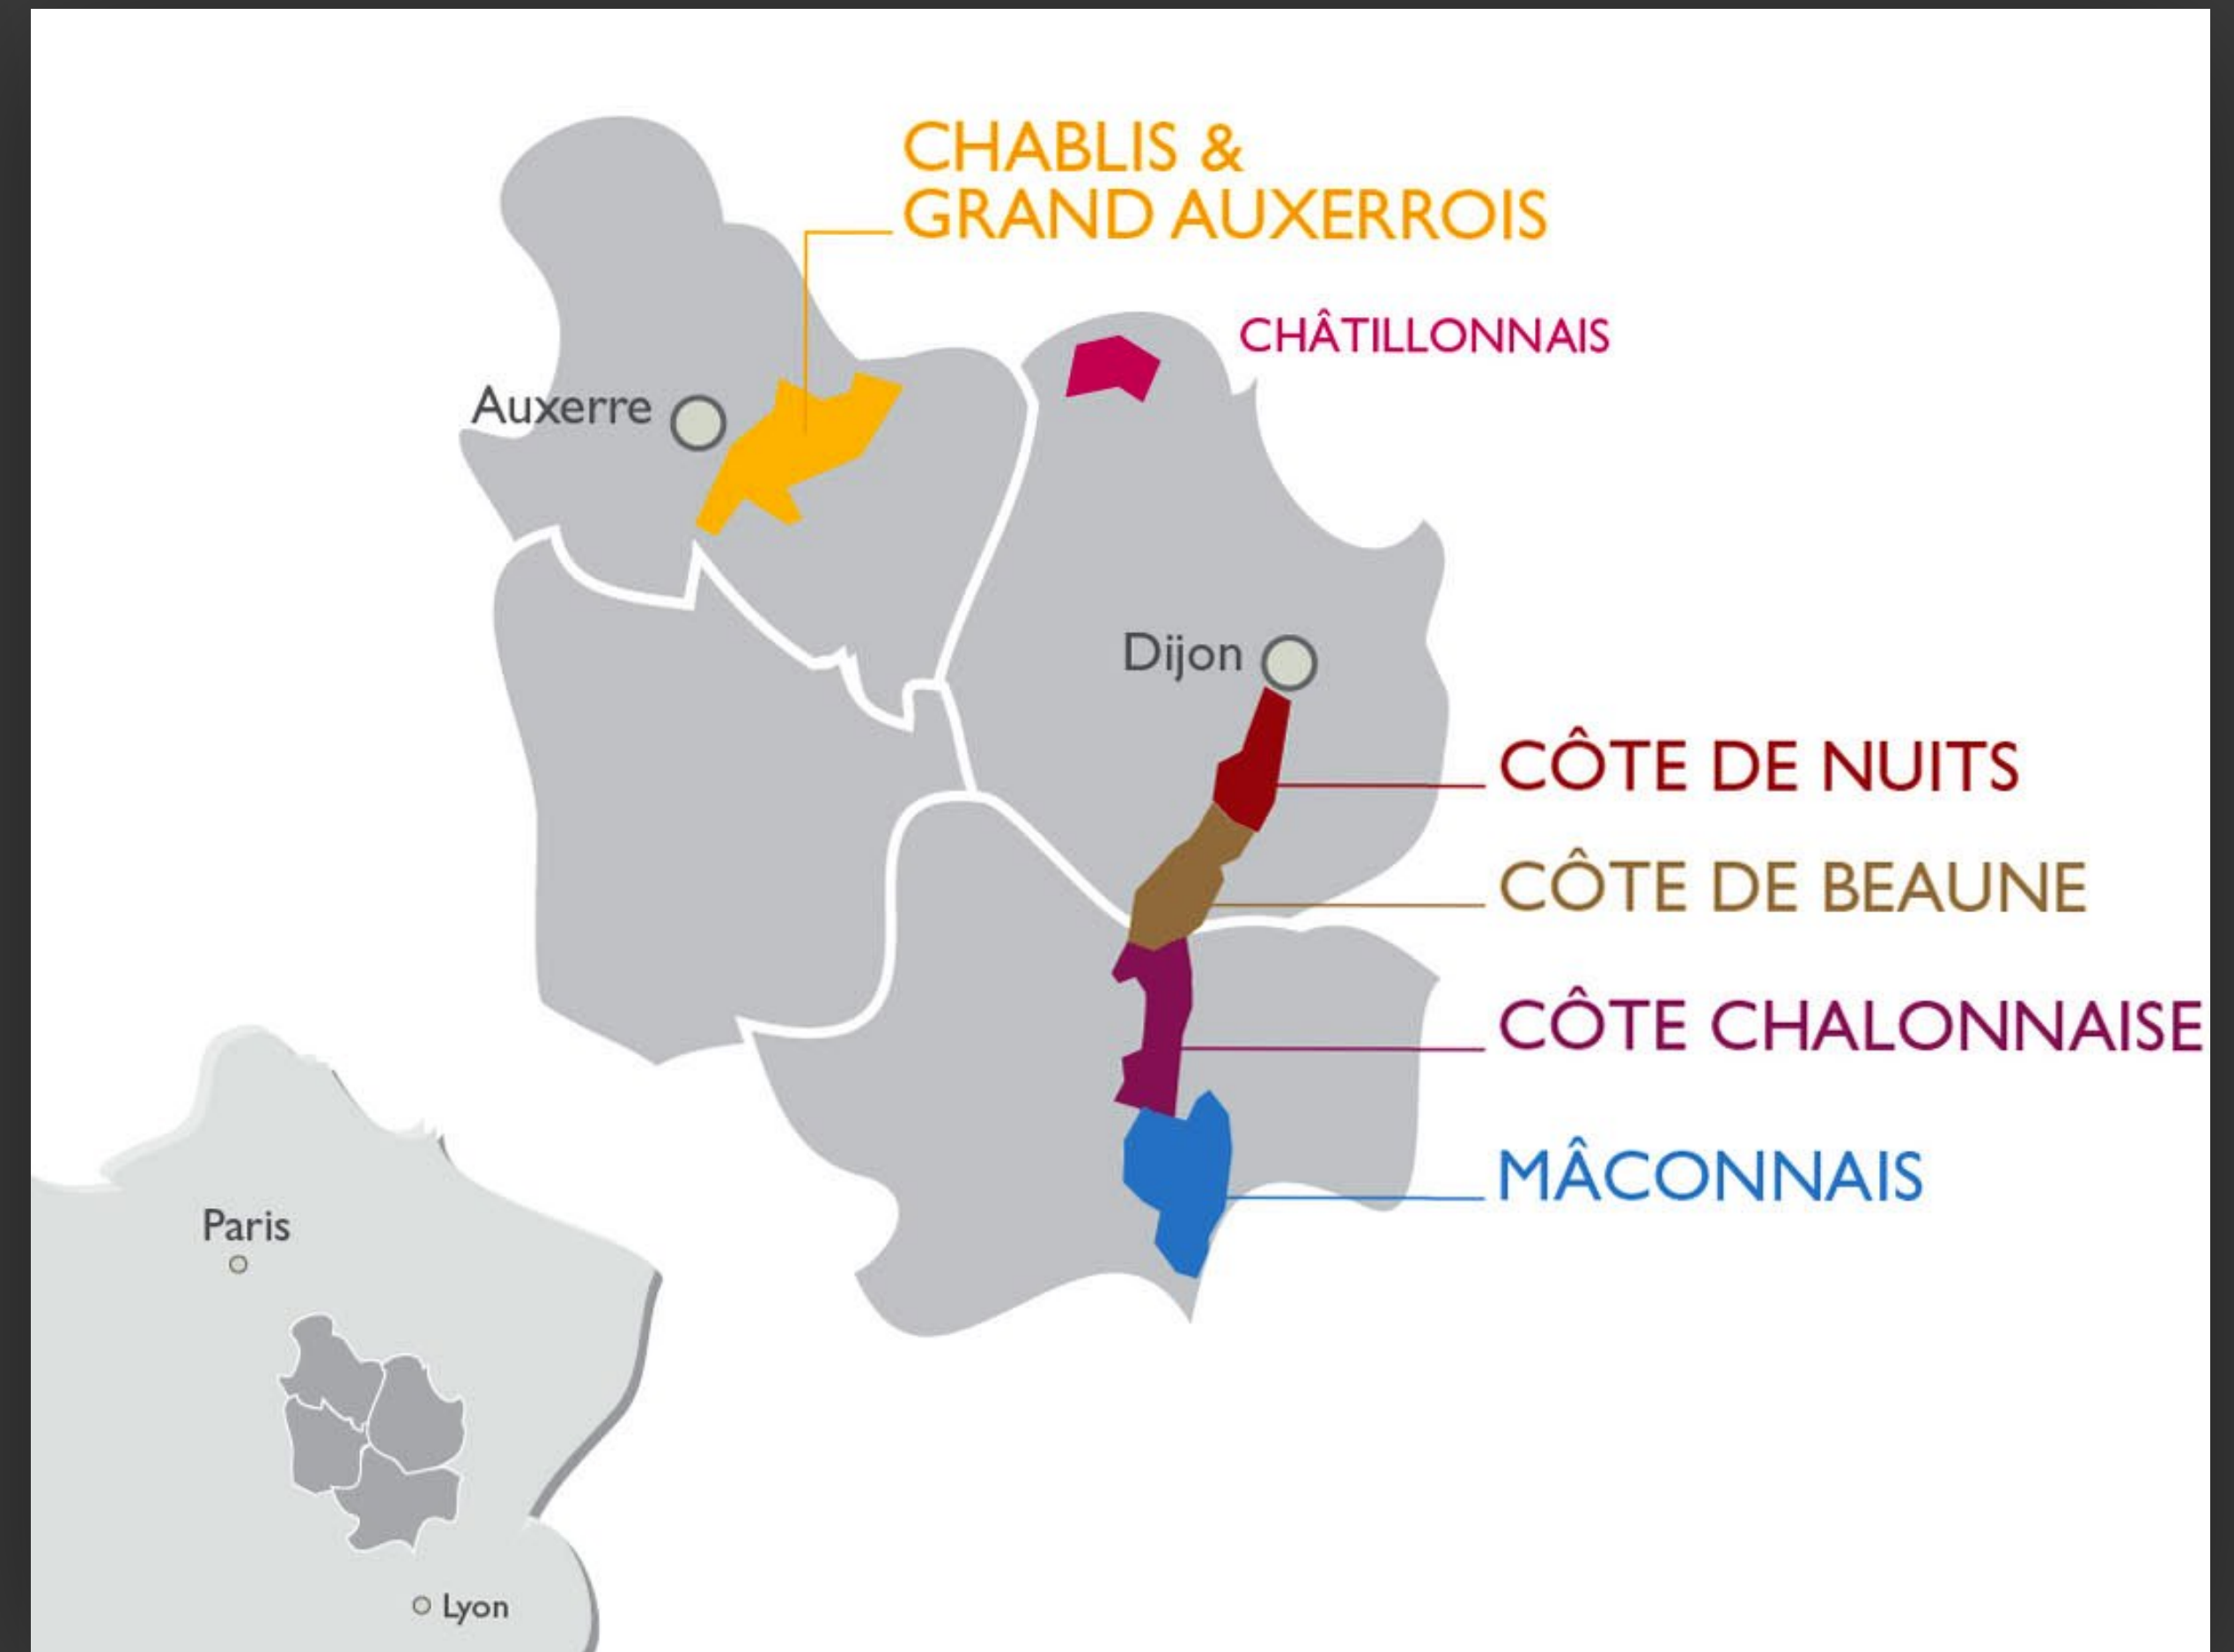 CHABLIS &
GRAND AUXERROIS
CHÂTILLONNAIS
Auxerre
Dijon
CÔTE DE NUITS
CÔTE DE BEAUNE
CÔTE CHALONNAISE
MÂCONNAIS
Paris
Lyon